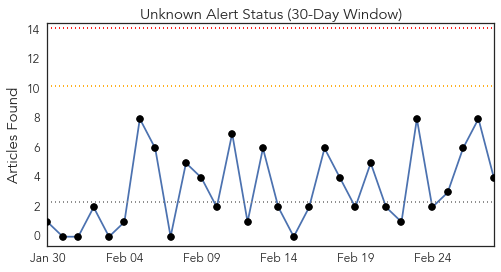 Unknown Alert Status (30-Day Window)
Articles Found
14
12
10
8
6
4
2
0
Jan 30
Feb 04
Feb 09
Feb 14
Feb 19
Feb 24